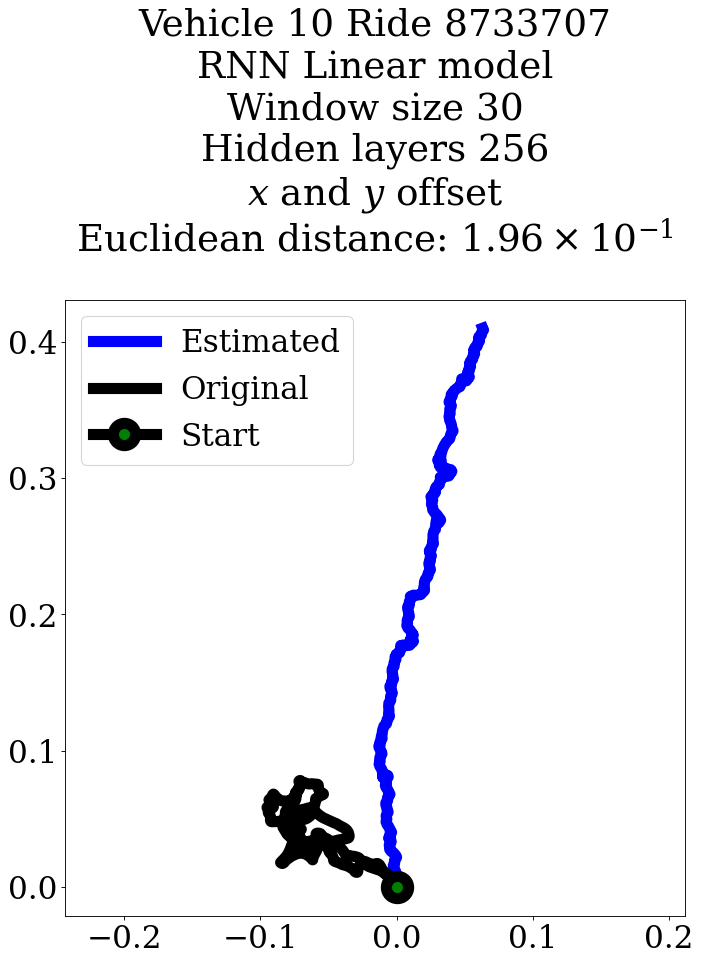 Vehicle 10 Ride 8733707
RNN Linear model
Window size 30
Hidden layers 256
x and y offset
Euclidean distance: 1.96 × 10⁻¹
Estimated
Original
Start
0.4
0.3
0.2
0.1
0.0
−0.2 −0.1 0.0 0.1 0.2